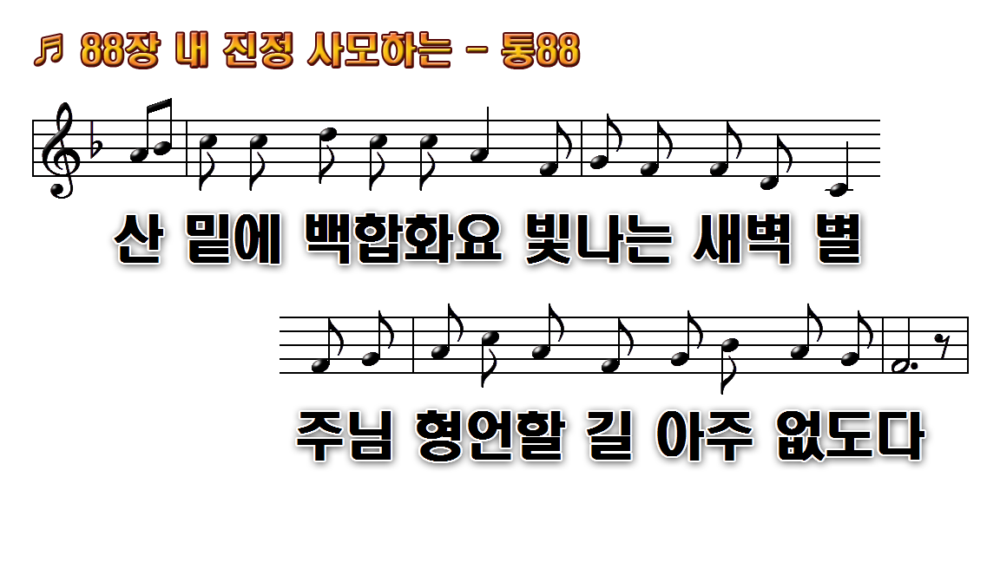 ♬ 88장 내 진정 사모하는 - 통88
산 밑에 백합화요 빛나는 새벽 별
주님 형언할 길 아주 없도다